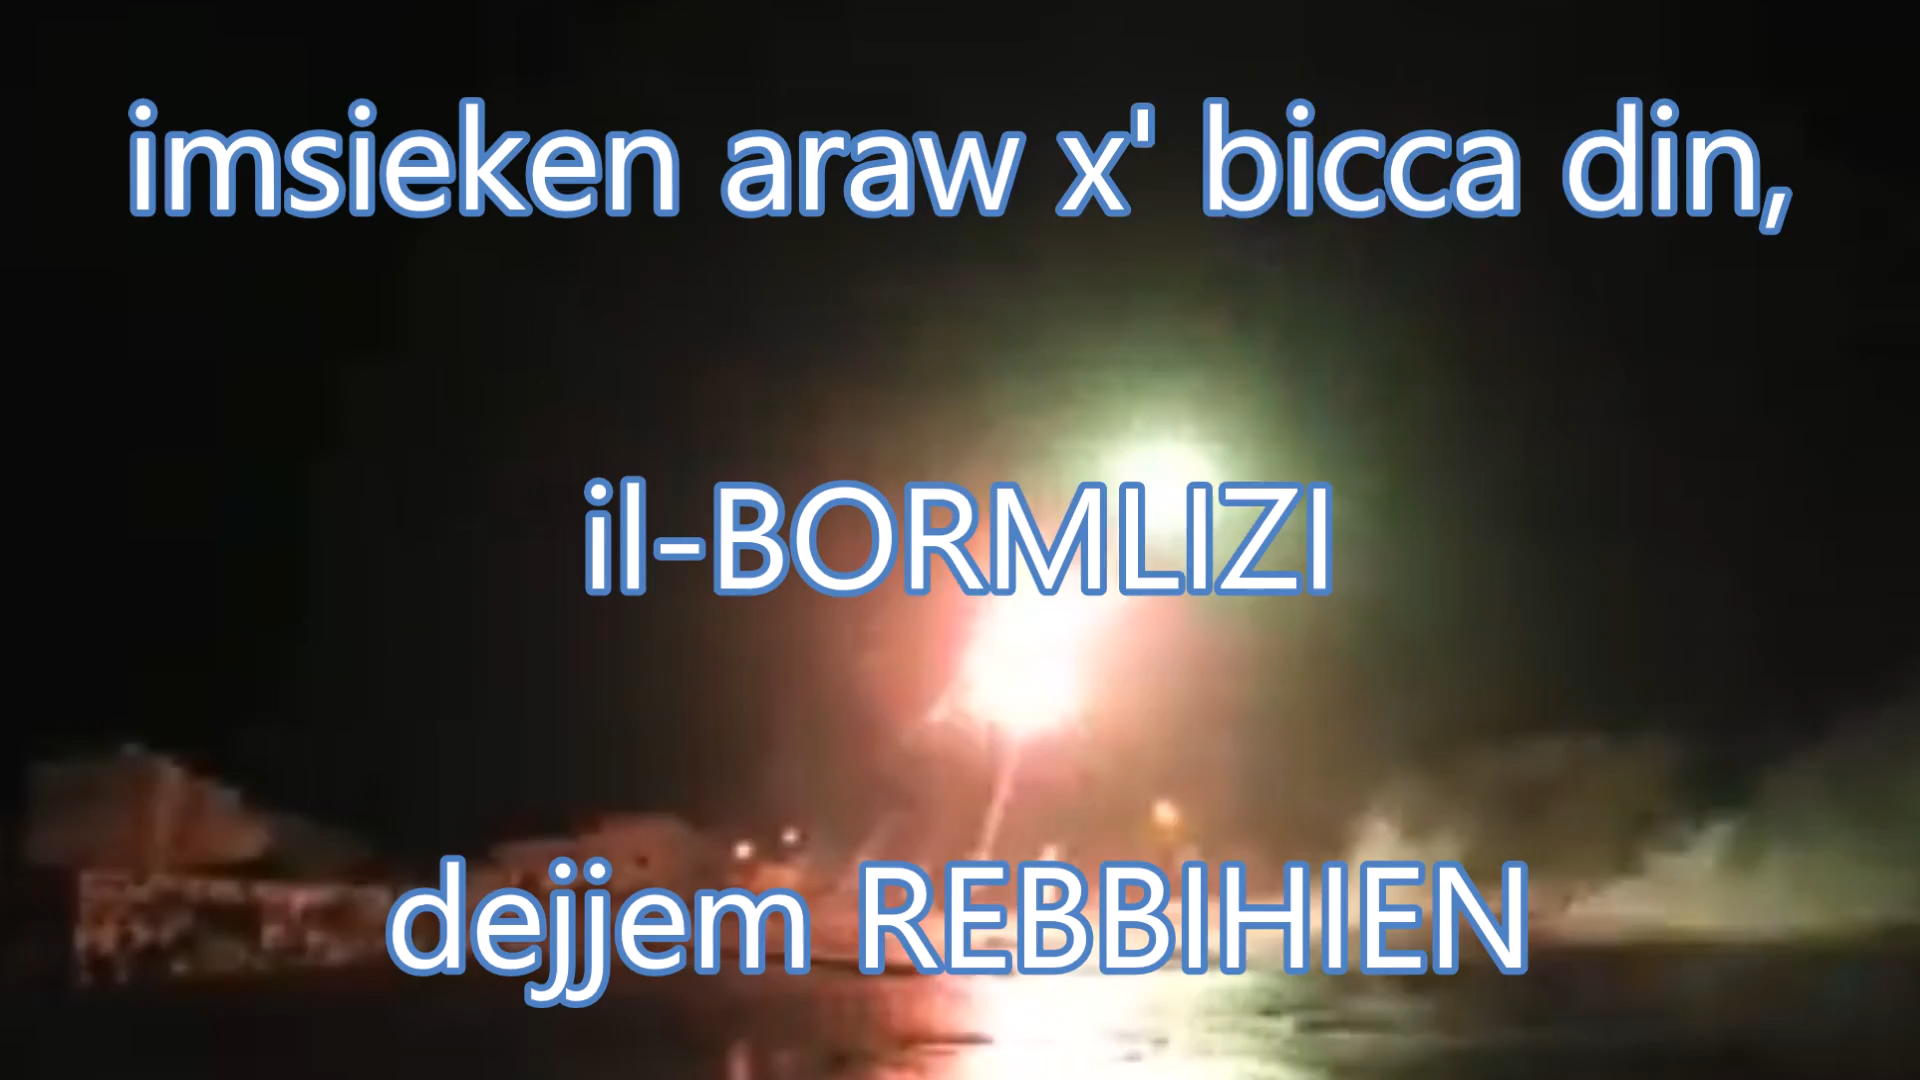 imsieken araw x' bicca din,
il-BORMLIZI
dejjem REBBIHIEN